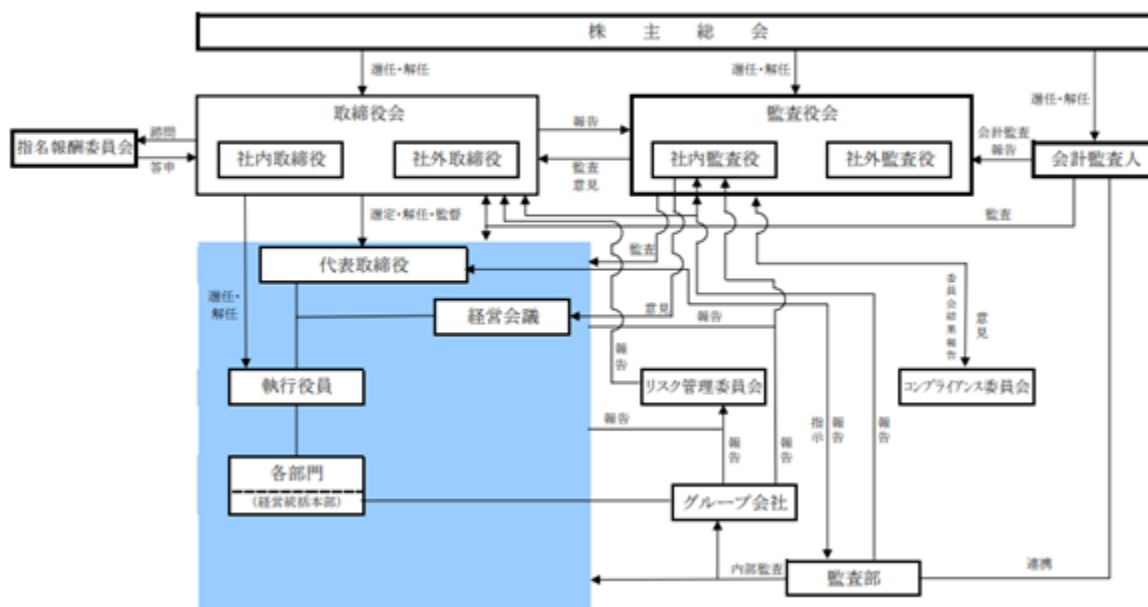 株主総会
選任・解任
選任・解任
選任・解任
取締役会
社内取締役
社外取締役
監査役会
社内監査役
社外監査役
会計監査人
指名報酬委員会
諮問
答申
報告
監査
意見
会計監査
報告
選定・解任・監督
監査
監査
代表取締役
選任・
解任
経営会議
意見
報告
委員会結果報告
意見
執行役員
報告
リスク管理委員会
コンプライアンス委員会
報告
報告
報告
指示
報告
報告
各部門
(経営統括本部)
グループ会社
内部監査
監査部
連携